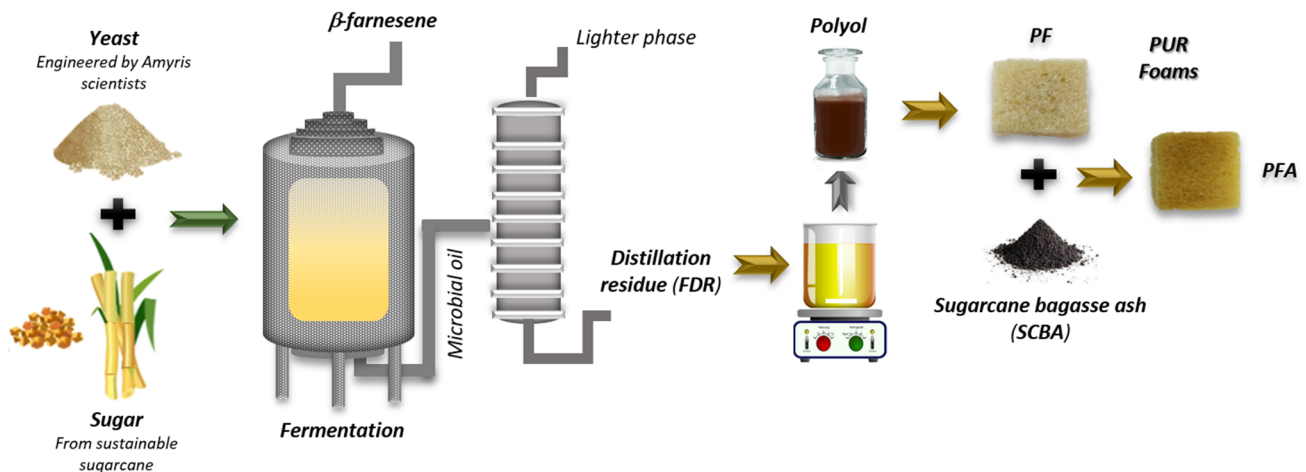 Yeast
Engineered by Amyris
scientists
Sugar
From sustainable
sugarcane
β-farnesene
Fermentation
Microbial oil
Lighter phase
Distillation
residue (FDR)
Polyol
PF
PUR
Foams
PFA
Sugarcane bagasse ash
(SCBA)